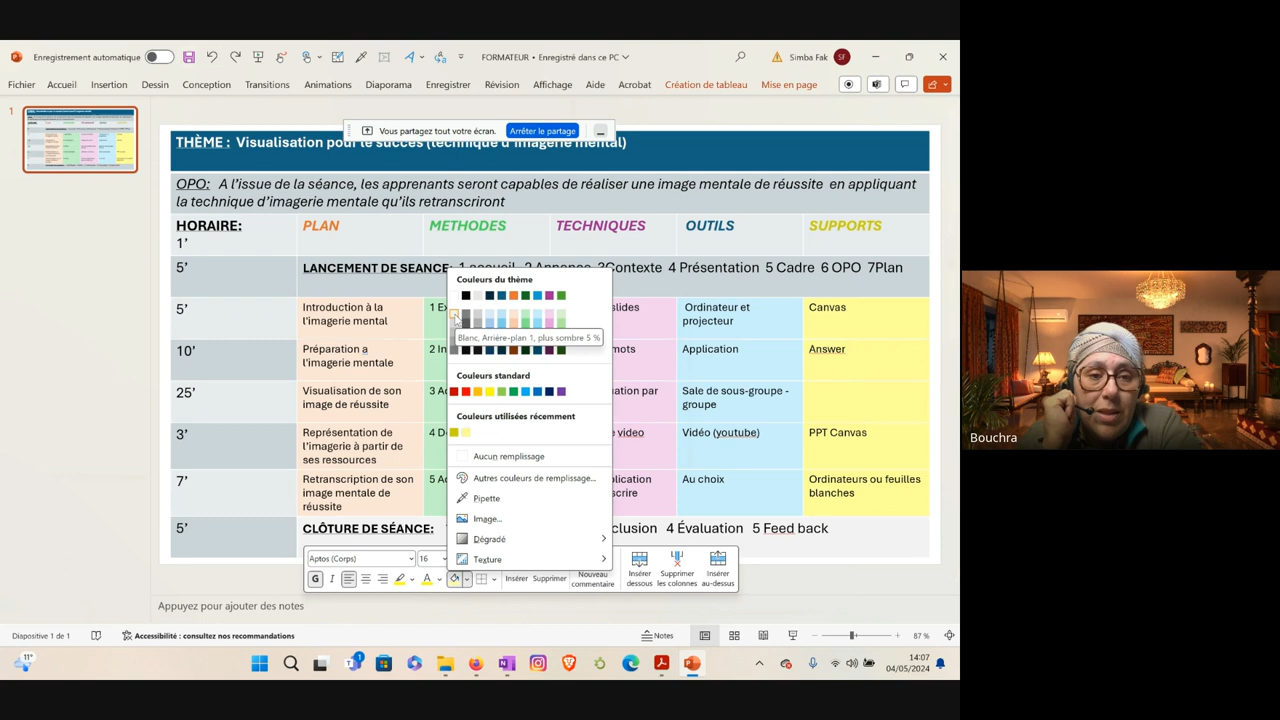 Enregistrement automatique
FORMATEUR • Enregistré dans ce PC
Simba Fak
SF
Fichier Accueil Insertion Dessin Conception Transitions Animations Diaporama Enregistrer Révision Affichage Aide Acrobat Création de tableau Mise en page
1
Vous partagez tout votre écran. Arrêter le partage
THÈME : Visualisation pour le succès (technique d'imagerie mental)
OPO: A l'issue de la séance, les apprenants seront capables de réaliser une image mentale de réussite en appliquant
la technique d'imagerie mentale qu'ils retranscriront
HORAIRE: PLAN METHODES TECHNIQUES OUTILS SUPPORTS
1'
5' LANCEMENT DE SEANCE: 1 accueil 2 Annonce 3Contexte 4 Présentation 5 Cadre 6 OPO 7Plan
5' Introduction à la 1 Ex slides Ordinateur et Canvas
l'imagerie mental projecteur
10' Préparation a 2 In mots Application Answer
l'imagerie mentale
25' Visualisation de son 3 Ac ation par Sale de sous-groupe -
image de réussite groupe
3' Représentation de 4 D video Vidéo (youtube) PPT Canvas
l'imagerie à partir de
ses ressources
7' Retranscription de son 5 Ac lication Au choix Ordinateurs ou feuilles
image mentale de scrire blanches
réussite
5' CLÔTURE DE SÉANCE: clusion 4 Évaluation 5 Feed back
Couleurs du thème
Blanc, Arrière-plan 1, plus sombre 5 %
Couleurs standard
Couleurs utilisées récemment
Aucun remplissage
Autres couleurs de remplissage...
Pipette
Image...
Dégradé
Texture
Aptos (Corps) 16
G I A Insérer Supprimer Nouveau
commentaire
Insérer
dessous
Supprimer
les colonnes
Insérer
au-dessus
Appuyez pour ajouter des notes
Diapositive 1 de 1 Accessibilité : consultez nos recommandations Notes 87 %
11°
1
14:07
04/05/2024
Bouchra